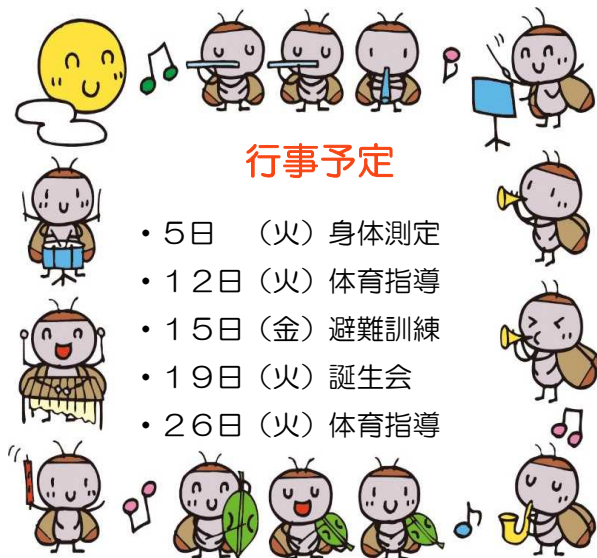 行事予定
・5日　（火）身体測定
・12日（火）体育指導
・15日（金）避難訓練
・19日（火）誕生会
・26日（火）体育指導